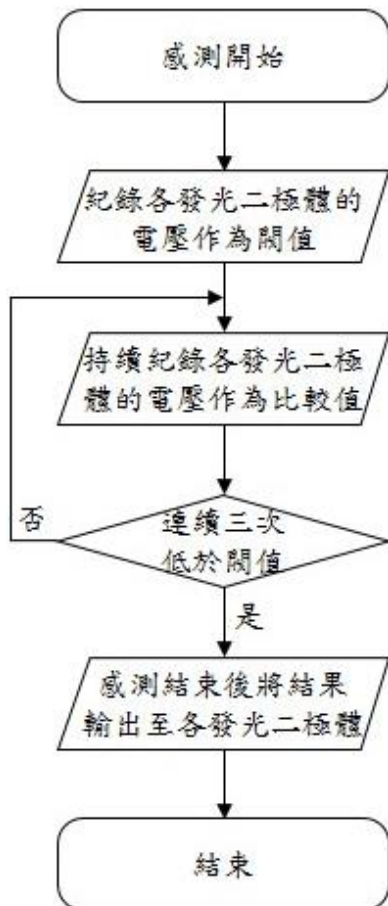 感測開始
紀錄各發光二極體的
電壓作為閥值
持續紀錄各發光二極
體的電壓作為比較值
連續三次
低於閥值
否
是
感測結束後將結果
輸出至各發光二極體
結束